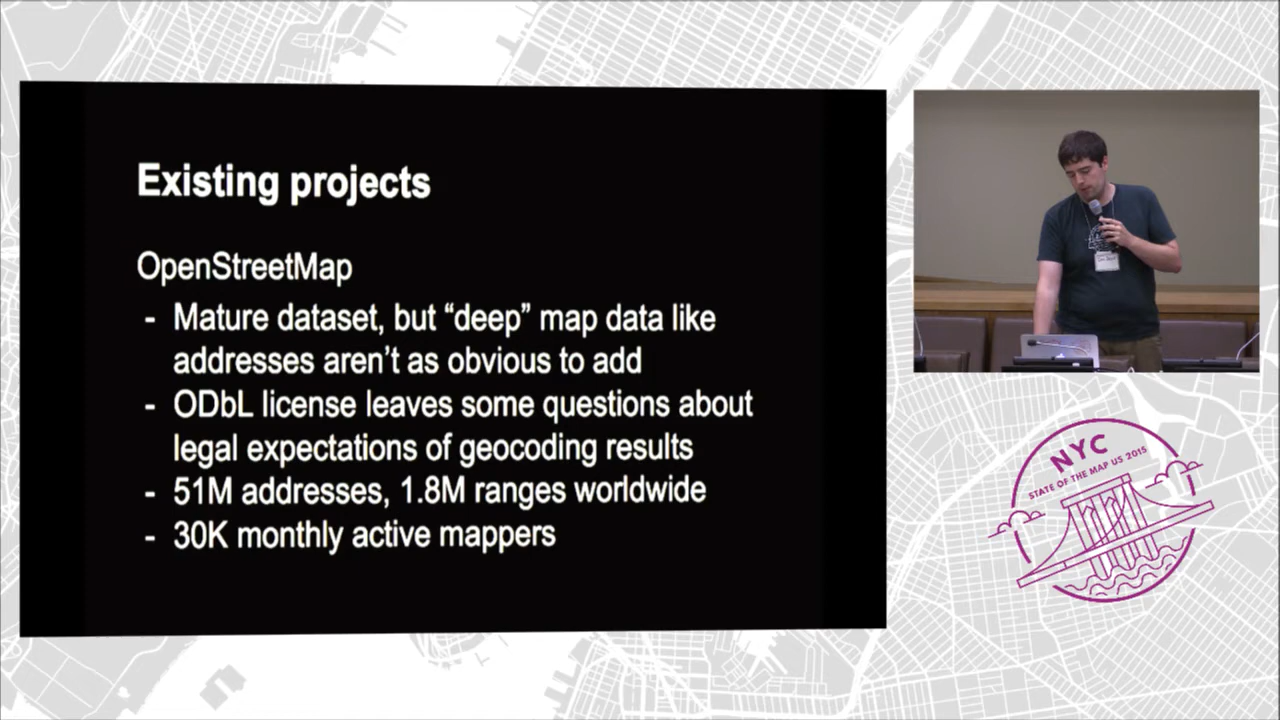 Existing projects
OpenStreetMap
- Mature dataset, but “deep” map data like
addresses aren’t as obvious to add
- ODbL license leaves some questions about
legal expectations of geocoding results
- 51M addresses, 1.8M ranges worldwide
- 30K monthly active mappers
NYC
STATE OF THE MAP US 2015